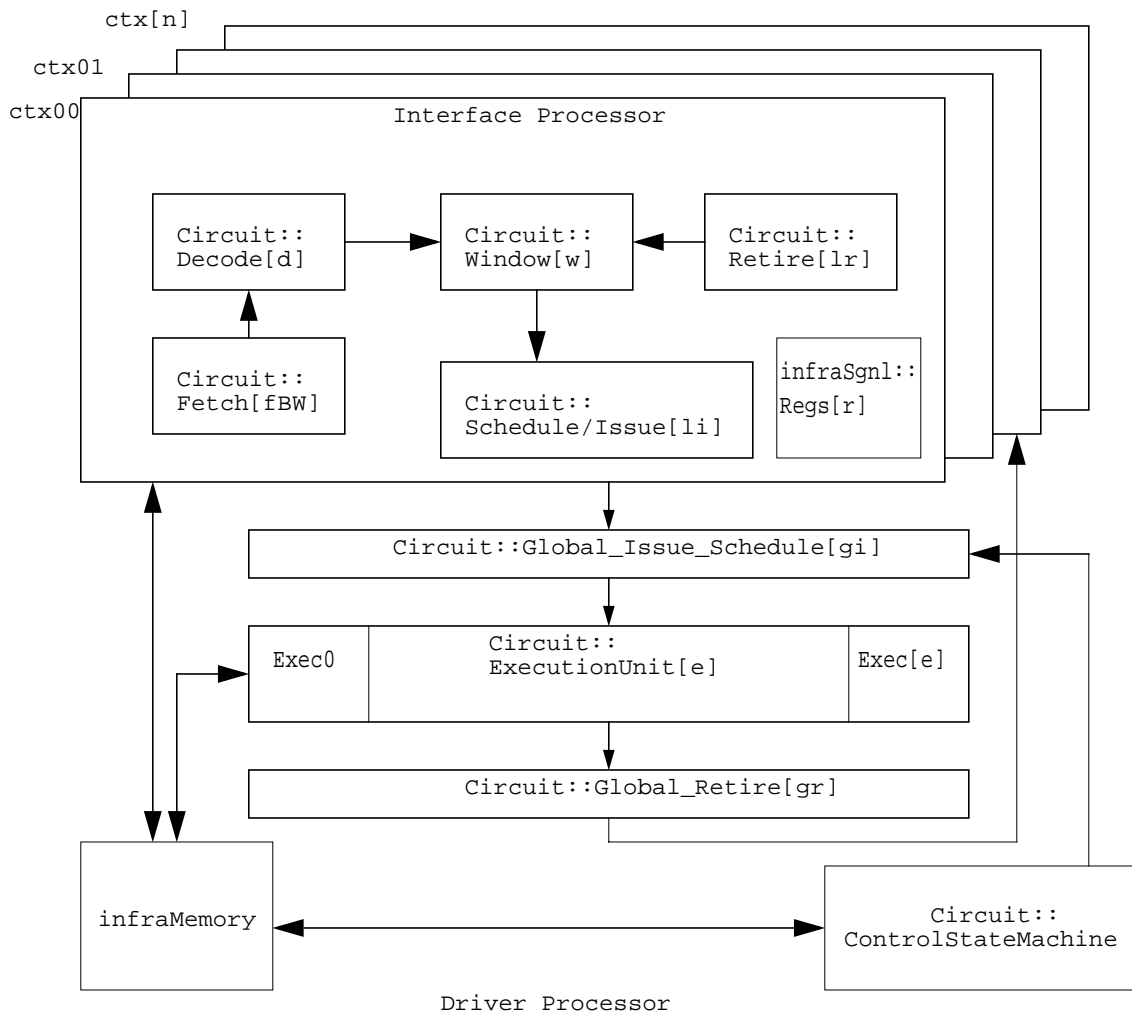 ctx[n]
ctx01
ctx00
Interface Processor
Circuit::
Decode[d]
Circuit::
Window[w]
Circuit::
Retire[lr]
Circuit::
Fetch[fBW]
Circuit::
Schedule/Issue[li]
infraSgnl::
Regs[r]
Circuit::Global_Issue_Schedule[gi]
Exec0
Circuit::
ExecutionUnit[e]
Exec[e]
Circuit::Global_Retire[gr]
infraMemory
Circuit::
ControlStateMachine
Driver Processor